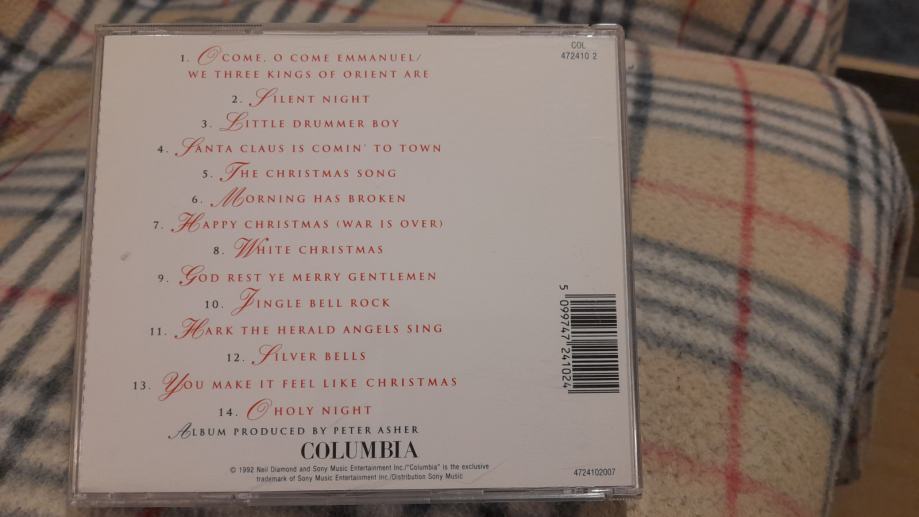 1. O COME, O COME EMMANUEL/
WE THREE KINGS OF ORIENT ARE
2. SILENT NIGHT
3. LITTLE DRUMMER BOY
4. SANTA CLAUS IS COMIN' TO TOWN
5. THE CHRISTMAS SONG
6. MORNING HAS BROKEN
7. HAPPY CHRISTMAS (WAR IS OVER)
8. WHITE CHRISTMAS
9. GOD REST YE MERRY GENTLEMEN
10. JINGLE BELL ROCK
11. HARK THE HERALD ANGELS SING
12. SILVER BELLS
13. YOU MAKE IT FEEL LIKE CHRISTMAS
14. O HOLY NIGHT
ALBUM PRODUCED BY PETER ASHER
COLUMBIA
© 1992 Neil Diamond and Sony Music Entertainment Inc./"Columbia" is the exclusive
trademark of Sony Music Entertainment Inc./Distribution Sony Music
COL
472410 2
5 099747 241024
4724102007